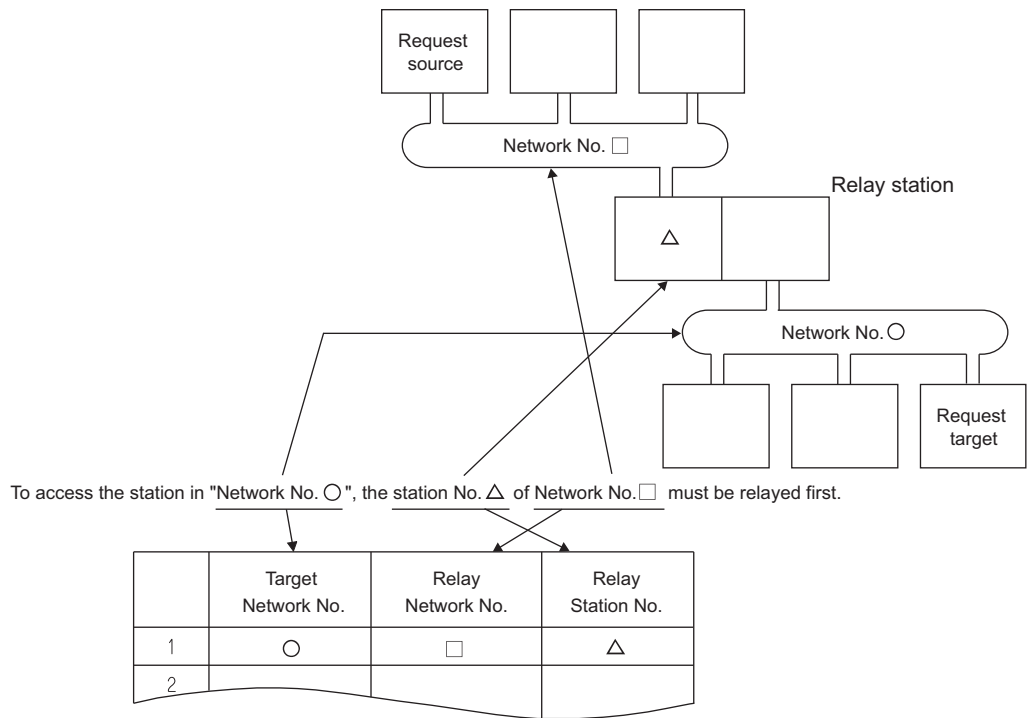 Request
source
Network No. □
Relay station
△
Network No. ○
Request
target
To access the station in "Network No. ○", the station No. △ of Network No. □ must be relayed first.
Target
Network No.
Relay
Network No.
Relay
Station No.
1 ○ □ △
2